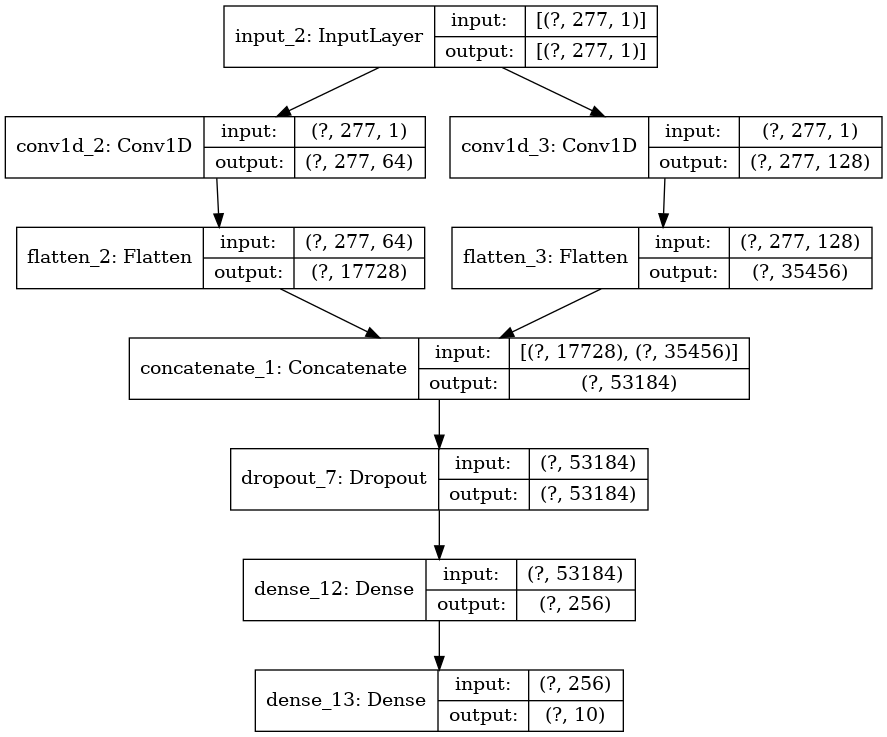 input_2: InputLayer
input: [(?, 277, 1)]
output: [(?, 277, 1)]
conv1d_2: Conv1D
input: (?, 277, 1)
output: (?, 277, 64)
conv1d_3: Conv1D
input: (?, 277, 1)
output: (?, 277, 128)
flatten_2: Flatten
input: (?, 277, 64)
output: (?, 17728)
flatten_3: Flatten
input: (?, 277, 128)
output: (?, 35456)
concatenate_1: Concatenate
input: [(?, 17728), (?, 35456)]
output: (?, 53184)
dropout_7: Dropout
input: (?, 53184)
output: (?, 53184)
dense_12: Dense
input: (?, 53184)
output: (?, 256)
dense_13: Dense
input: (?, 256)
output: (?, 10)